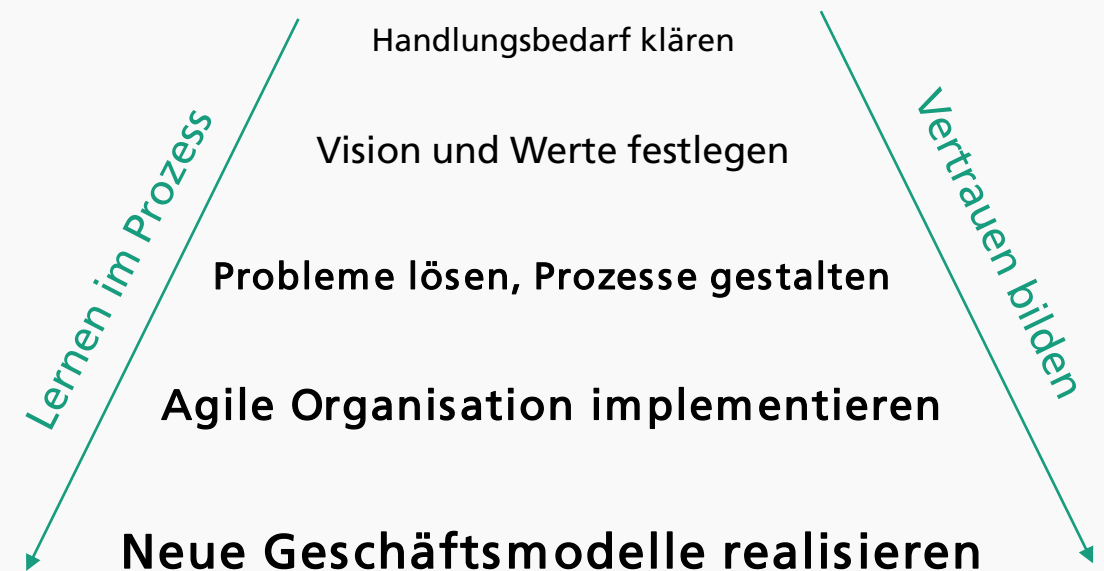 Handlungsbedarf klären
Vision und Werte festlegen
Probleme lösen, Prozesse gestalten
Agile Organisation implementieren
Neue Geschäftsmodelle realisieren
Lernen im Prozess
Vertrauen bilden